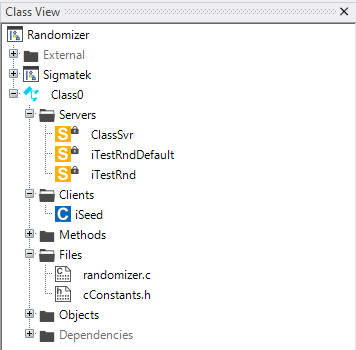 Class View
Randomizer
External
Sigmatek
Class0
Servers
S ClassSvr
S iTestRndDefault
S iTestRnd
Clients
C iSeed
Methods
Files
C randomizer.c
h cConstants.h
Objects
Dependencies